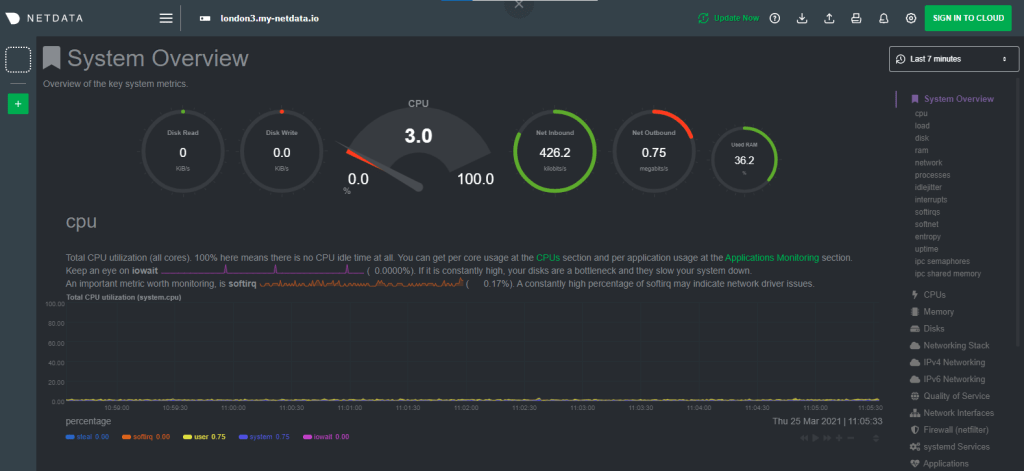 NETDATA
london3.my-netdata.io
Update Now
SIGN IN TO CLOUD
System Overview
Overview of the key system metrics.
Last 7 minutes
Disk Read
0
KiB/s
Disk Write
0.0
KiB/s
CPU
3.0
0.0
100.0
%
Net Inbound
426.2
kilobits/s
Net Outbound
0.75
megabits/s
Used RAM
36.2
%
cpu
Total CPU utilization (all cores). 100% here means there is no CPU idle time at all. You can get per core usage at the CPUs section and per application usage at the Applications Monitoring section.
Keep an eye on iowait ( 0.0000%). If it is constantly high, your disks are a bottleneck and they slow your system down.
An important metric worth monitoring, is softirq ( 0.17%). A constantly high percentage of softirq may indicate network driver issues.
Total CPU utilization (system.cpu)
100.00
80.00
60.00
40.00
20.00
0.00
10:59:00 10:59:30 11:00:00 11:00:30 11:01:00 11:01:30 11:02:00 11:02:30 11:03:00 11:03:30 11:04:00 11:04:30 11:05:00 11:05:30
percentage
Thu 25 Mar 2021 | 11:05:33
steal 0.00 softirq 0.00 user 0.75 system 0.75 iowait 0.00
System Overview
cpu
load
disk
ram
network
processes
idlejitter
interrupts
softirqs
softnet
entropy
uptime
ipc semaphores
ipc shared memory
CPUs
Memory
Disks
Networking Stack
IPv4 Networking
IPv6 Networking
Quality of Service
Network Interfaces
Firewall (netfilter)
systemd Services
Applications